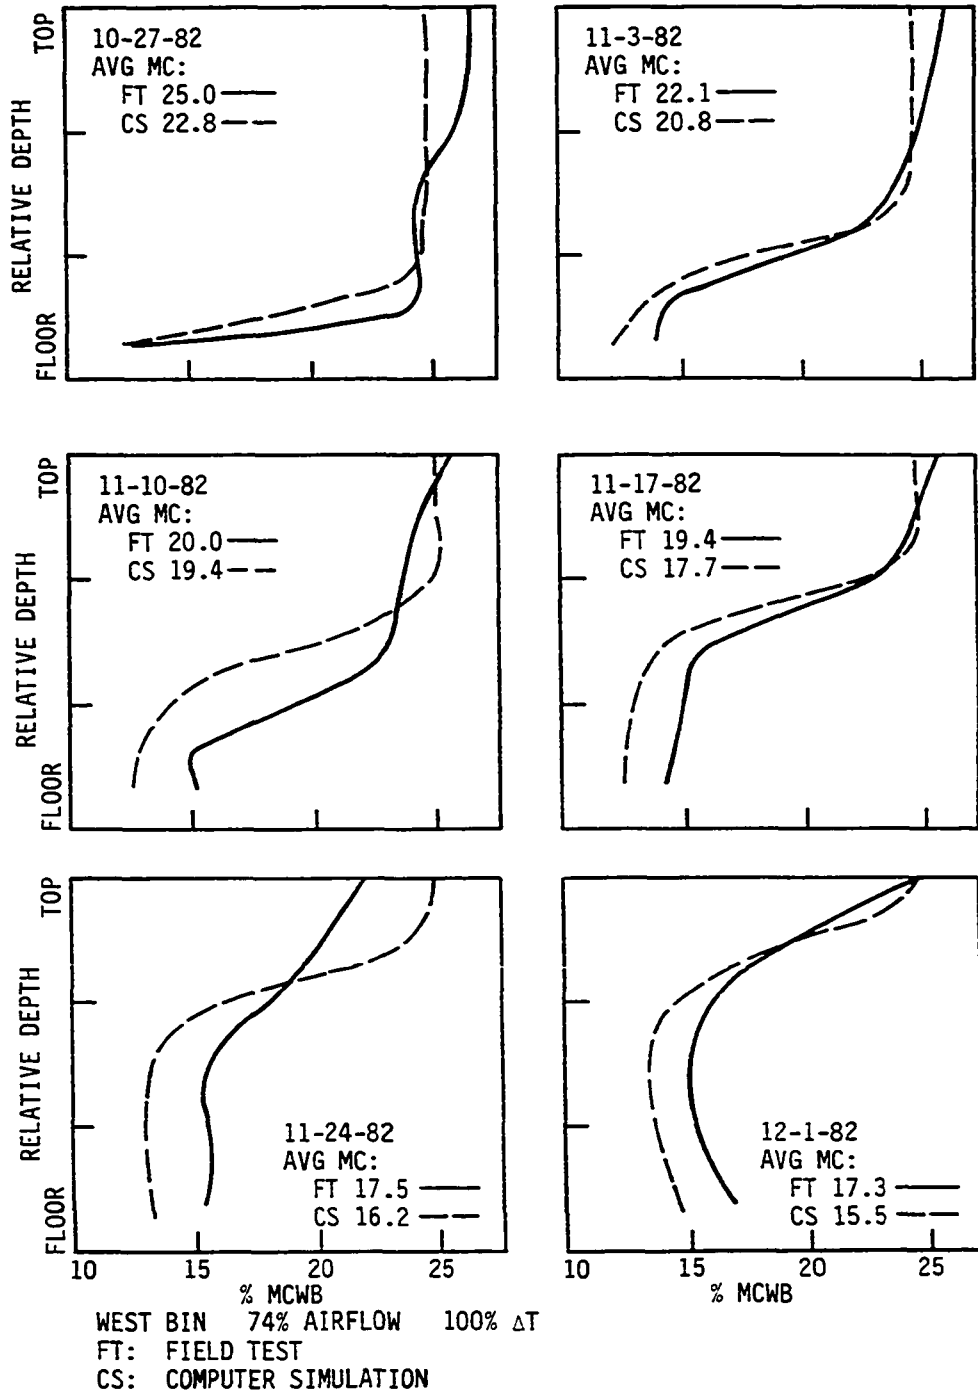 TOP
RELATIVE DEPTH
FLOOR
10-27-82
AVG MC:
FT 25.0
CS 22.8
11-3-82
AVG MC:
FT 22.1
CS 20.8
TOP
RELATIVE DEPTH
FLOOR
11-10-82
AVG MC:
FT 20.0
CS 19.4
11-17-82
AVG MC:
FT 19.4
CS 17.7
TOP
RELATIVE DEPTH
FLOOR
11-24-82
AVG MC:
FT 17.5
CS 16.2
12-1-82
AVG MC:
FT 17.3
CS 15.5
10 15 20 25
% MCWB
10 15 20 25
% MCWB
WEST BIN 74% AIRFLOW 100% ΔT
FT: FIELD TEST
CS: COMPUTER SIMULATION